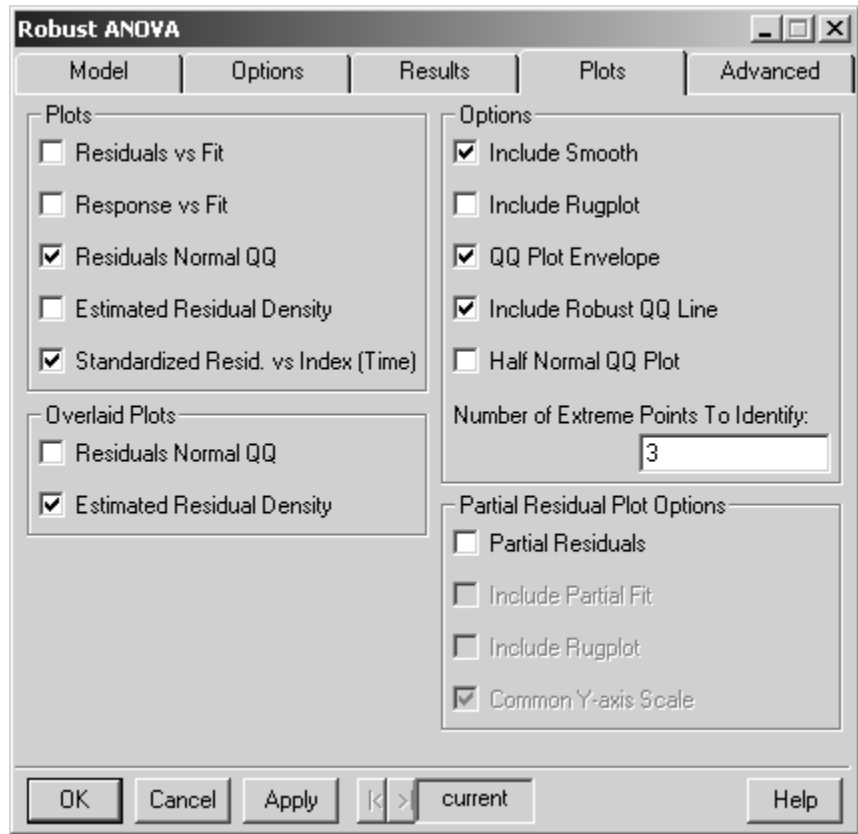 Robust ANOVA
Model Options Results Plots Advanced
Plots
Residuals vs Fit
Response vs Fit
Residuals Normal QQ
Estimated Residual Density
Standardized Resid. vs Index (Time)
Overlaid Plots
Residuals Normal QQ
Estimated Residual Density
Options
Include Smooth
Include Rugplot
QQ Plot Envelope
Include Robust QQ Line
Half Normal QQ Plot
Number of Extreme Points To Identify:
3
Partial Residual Plot Options
Partial Residuals
Include Partial Fit
Include Rugplot
Common Y-axis Scale
OK Cancel Apply |< >| current Help